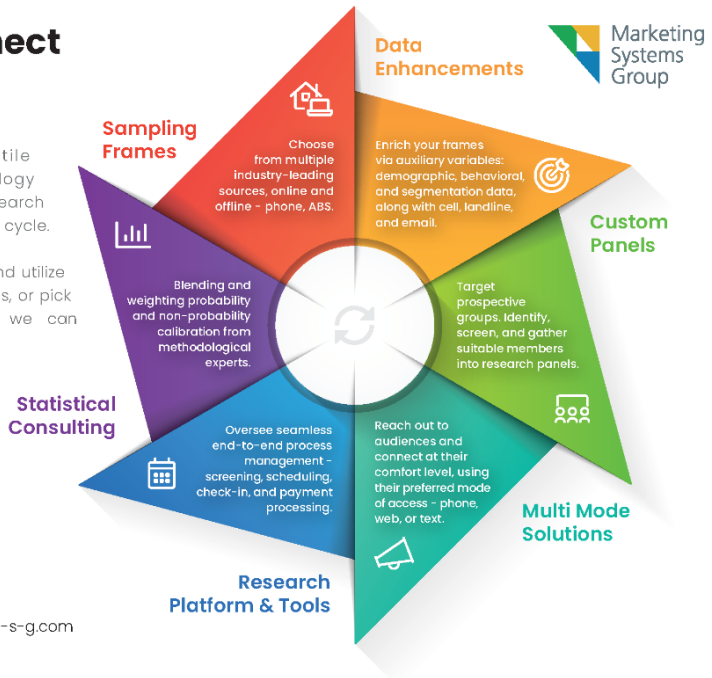 nect
tile
logy
earch
cycle.
nd utilize
s, or pick
we can
-s-g.com
Marketing
Systems
Group
Sampling
Frames
Choose
from multiple
industry-leading
sources, online and
offline - phone, ABS.
Data
Enhancements
Enrich your frames
via auxiliary variables:
demographic, behavioral,
and segmentation data,
along with cell, landline,
and email.
Custom
Panels
Target
prospective
groups. Identify,
screen, and gather
suitable members
into research panels.
Multi Mode
Solutions
Reach out to
audiences and
connect at their
comfort level, using
their preferred mode
of access - phone,
web, or text.
Research
Platform & Tools
Oversee seamless
end-to-end process
management -
screening, scheduling,
check-in, and payment
processing.
Statistical
Consulting
Blending and
weighting probability
and non-probability
calibration from
methodological
experts.